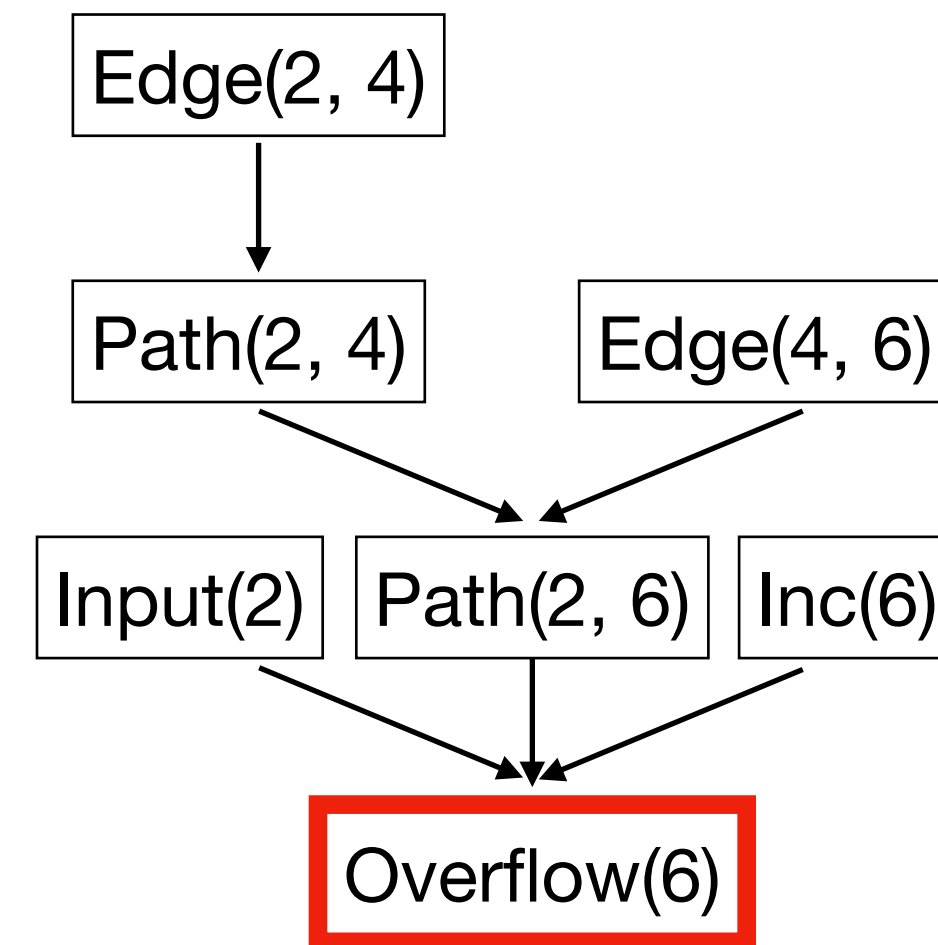 Edge(2, 4)
Path(2, 4)
Edge(4, 6)
Input(2)
Path(2, 6)
Inc(6)
Overflow(6)